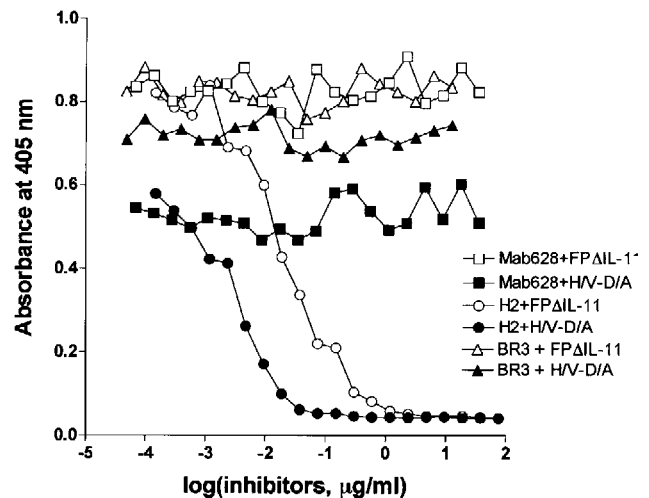 1.0
0.8
0.6
0.4
0.2
0.0
Absorbance at 405 nm
-5 -4 -3 -2 -1 0 1 2
log(inhibitors, µg/ml)
Mab628+FPΔIL-11
Mab628+H/V-D/A
H2+FPΔIL-11
H2+H/V-D/A
BR3 + FPΔIL-11
BR3 + H/V-D/A